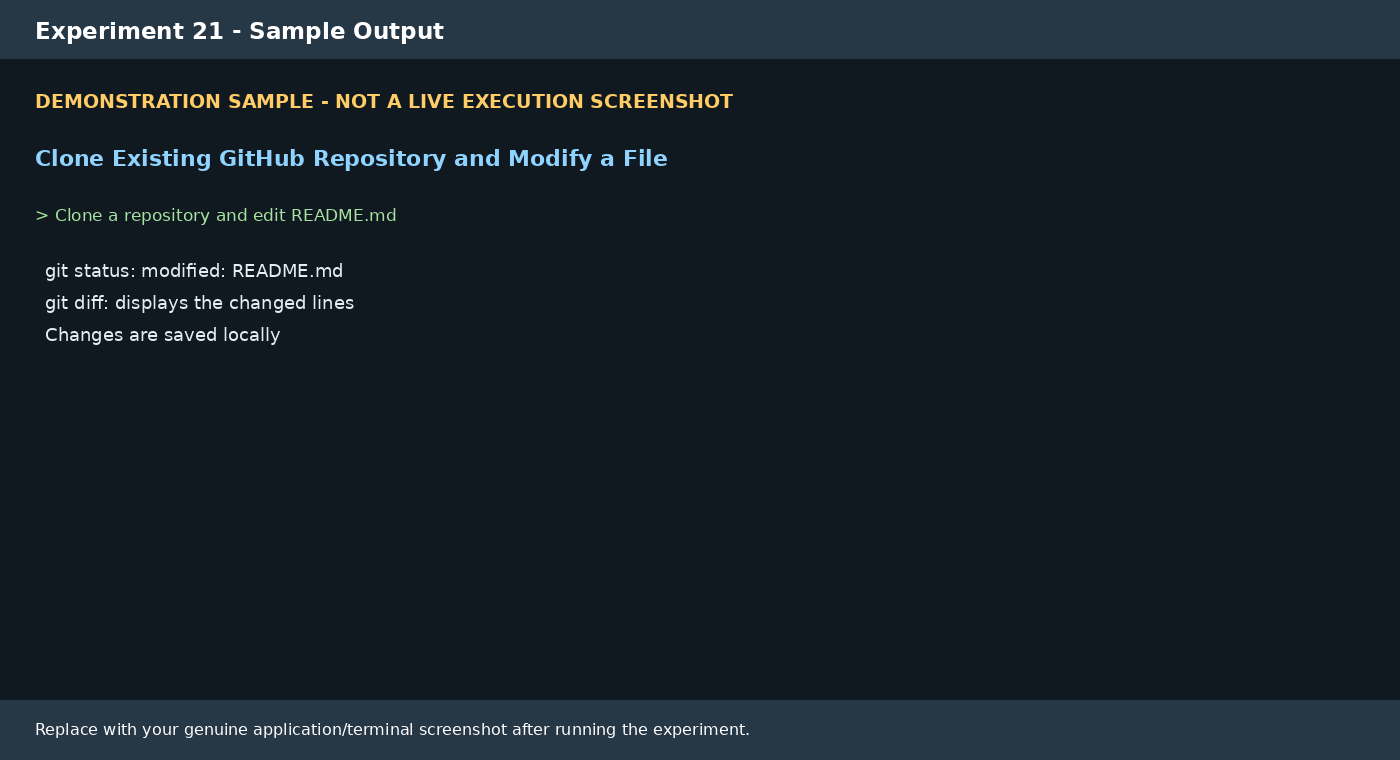 Experiment 21 - Sample Output
DEMONSTRATION SAMPLE - NOT A LIVE EXECUTION SCREENSHOT
Clone Existing GitHub Repository and Modify a File
> Clone a repository and edit README.md
git status: modified: README.md
git diff: displays the changed lines
Changes are saved locally
Replace with your genuine application/terminal screenshot after running the experiment.